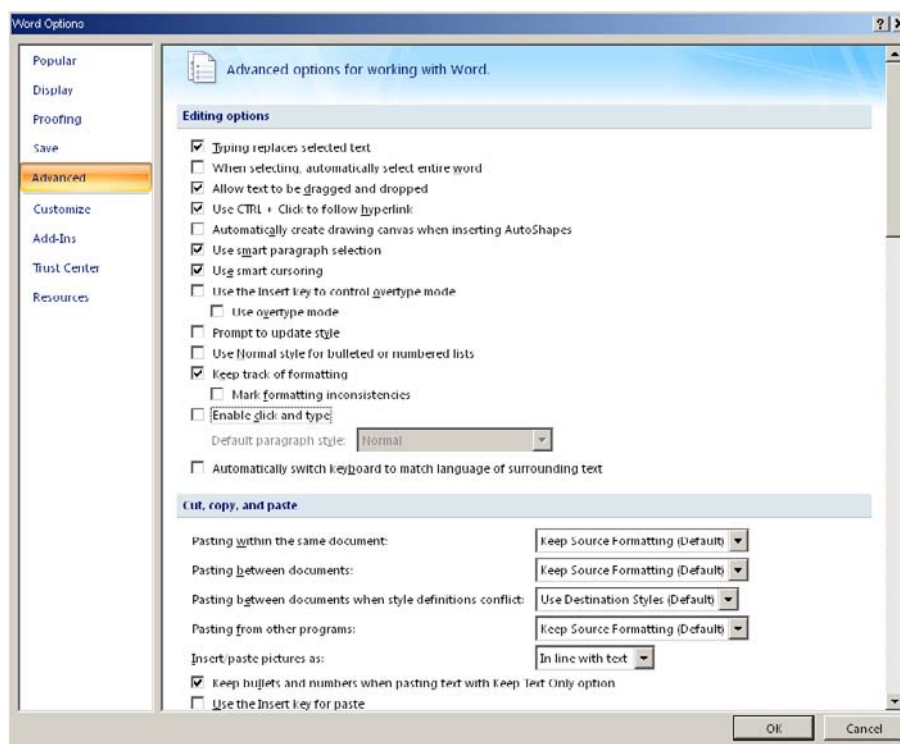 Word Options
Popular
Display
Proofing
Save
Advanced
Customize
Add-Ins
Trust Center
Resources
Advanced options for working with Word.
Editing options
Typing replaces selected text
When selecting, automatically select entire word
Allow text to be dragged and dropped
Use CTRL + Click to follow hyperlink
Automatically create drawing canvas when inserting AutoShapes
Use smart paragraph selection
Use smart cursoring
Use the Insert key to control overtype mode
Use overtype mode
Prompt to update style
Use Normal style for bulleted or numbered lists
Keep track of formatting
Mark formatting inconsistencies
Enable click and type
Default paragraph style: Normal
Automatically switch keyboard to match language of surrounding text
Cut, copy, and paste
Pasting within the same document: Keep Source Formatting (Default)
Pasting between documents: Keep Source Formatting (Default)
Pasting between documents when style definitions conflict: Use Destination Styles (Default)
Pasting from other programs: Keep Source Formatting (Default)
Insert/paste pictures as: In line with text
Keep bullets and numbers when pasting text with Keep Text Only option
Use the Insert key for paste
OK Cancel